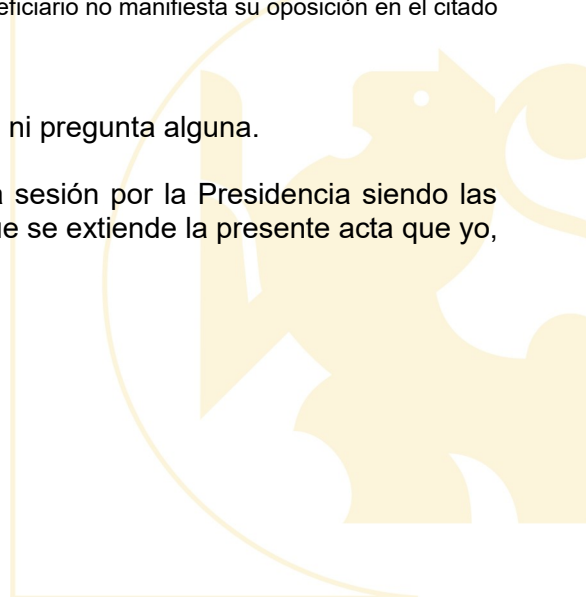 eficiario no manifiesta su oposición en el citado
ni pregunta alguna.
sesión por la Presidencia siendo las
se extiende la presente acta que yo,